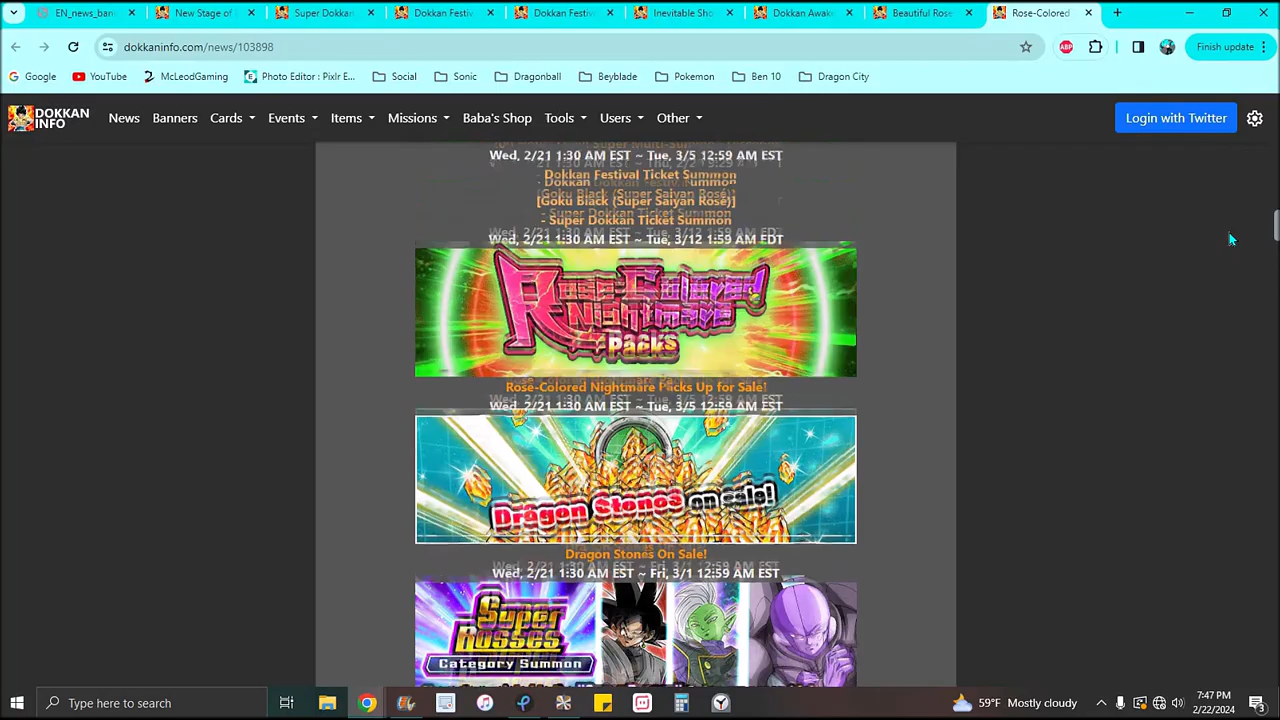 EN_news_ban
New Stage of
Super Dokkan
Dokkan Festiv
Dokkan Festiv
Inevitable Sho
Dokkan Awak
Beautiful Rose
Rose-Colored
dokkaninfo.com/news/103898
ABP
Finish update
Google
YouTube
McLeodGaming
Photo Editor : Pixlr E...
Social
Sonic
Dragonball
Beyblade
Pokemon
Ben 10
Dragon City
DOKKAN
INFO
News
Banners
Cards
Events
Items
Missions
Baba's Shop
Tools
Users
Other
Login with Twitter
Wed, 2/21 1:30 AM EST ~ Tue, 3/5 12:59 AM EST
- Dokkan Festival Ticket Summon
[Goku Black (Super Saiyan Rosé)]
- Super Dokkan Ticket Summon
Wed, 2/21 1:30 AM EST ~ Tue, 3/12 1:59 AM EDT
Rose-Colored
Nightmare
Packs
Rose-Colored Nightmare Packs Up for Sale!
Wed, 2/21 1:30 AM EST ~ Tue, 3/5 12:59 AM EST
Dragon Stones on sale!
Dragon Stones On Sale!
Wed, 2/21 1:30 AM EST ~ Fri, 3/1 12:59 AM EST
Super
Bosses
Category Summon
Type here to search
59°F Mostly cloudy
7:47 PM
2/22/2024
3